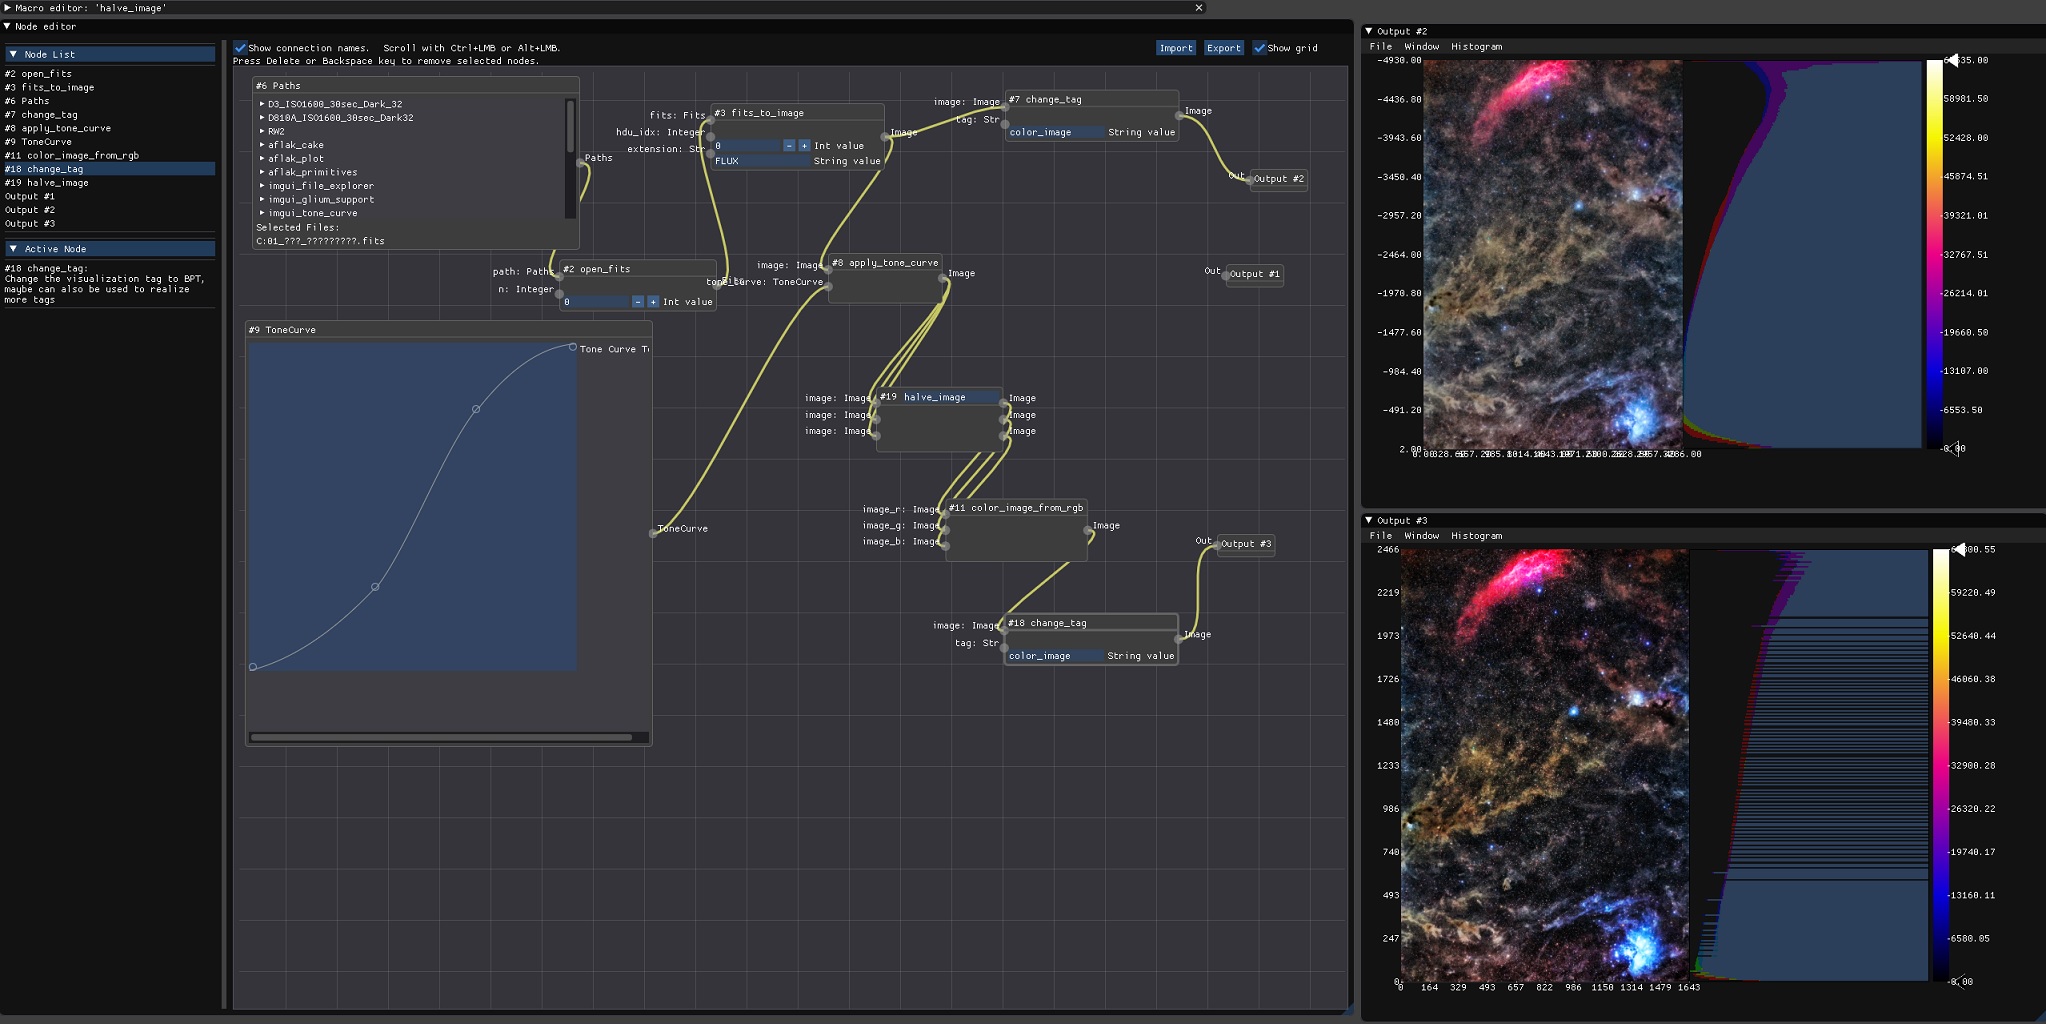 Macro editor: 'halve_image'
Node editor
Node List
#2 open_fits
#3 fits_to_image
#6 Paths
#7 change_tag
#8 apply_tone_curve
#9 ToneCurve
#11 color_image_from_rgb
#18 change_tag
#19 halve_image
Output #1
Output #2
Output #3
Active Node
#18 change_tag:
Change the visualization tag to BPT,
maybe can also be used to realize
more tags
Show connection names. Scroll with Ctrl+LMB or Alt+LMB.
Import Export Show grid
Press Delete or Backspace key to remove selected nodes.
#6 Paths
D3_ISO1600_30sec_Dark_32
D810A_ISO1600_30sec_Dark32
RW2
aflak_cake
aflak_plot
aflak_primitives
imgui_file_explorer
imgui_glium_support
imgui_tone_curve
Selected Files:
C:01_???_?????????.fits
Paths
fits: Fits
hdu_idx: Integer
extension: Str
#3 fits_to_image
0 - + Int value
FLUX String value
Image
image: Image
tag: Str
#7 change_tag
color_image String value
Image
Out Output #2
path: Paths
n: Integer
#2 open_fits
0 - + Int value
image: Image
tone_curve: ToneCurve
#8 apply_tone_curve
Image
Out Output #1
#9 ToneCurve
Tone Curve
ToneCurve
image: Image
image: Image
image: Image
#19 halve_image
Image
Image
Image
image_r: Image
image_g: Image
image_b: Image
#11 color_image_from_rgb
Image
Out Output #3
image: Image
tag: Str
#18 change_tag
color_image String value
Image
Output #2
File Window Histogram
-4930.00
-4436.80
-3943.60
-3450.40
-2957.20
-2464.00
-1970.80
-1477.60
-984.40
-491.20
2.00
58981.50
52428.00
45874.51
39321.01
32767.51
26214.01
19660.50
13107.00
6553.50
Output #3
File Window Histogram
2466
2219
1973
1726
1480
1233
986
740
493
247
0
0 164 329 493 657 822 986 1150 1314 1479 1643
59220.49
52640.44
46060.38
39480.33
32900.28
26320.22
19740.17
13160.11
6580.05